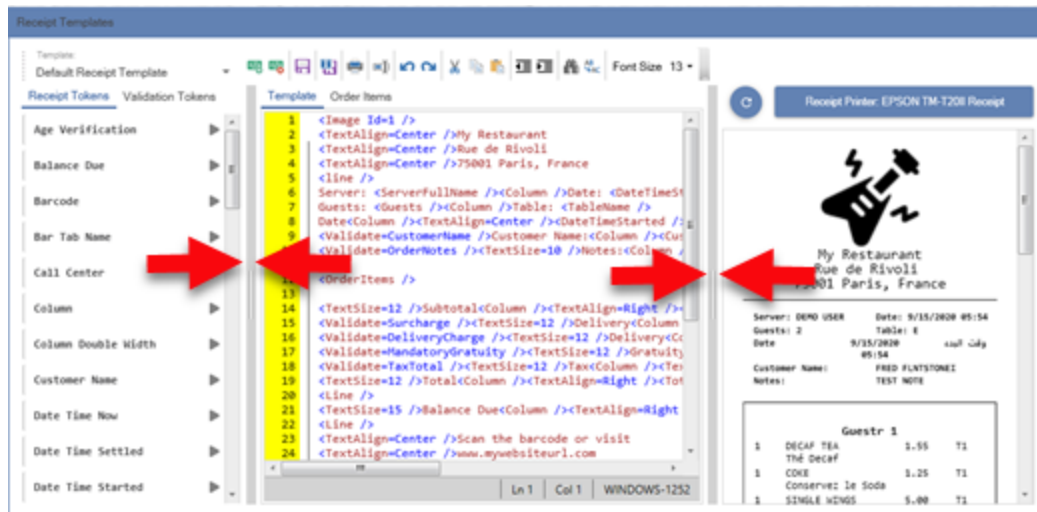 Receipt Templates
Template:
Default Receipt Template
Font Size 13
Receipt Tokens Validation Tokens
Age Verification
Balance Due
Barcode
Bar Tab Name
Call Center
Column
Column Double Width
Customer Name
Date Time Now
Date Time Settled
Date Time Started
Template Order Items
1 <Image Id=1 />
2 <TextAlign=Center />My Restaurant
3 <TextAlign=Center />Rue de Rivoli
4 <TextAlign=Center />75001 Paris, France
5 <line />
6 Server: <ServerFullName /><Column />Date: <DateTimeSt
7 Guests: <Guests /><Column />Table: <TableName />
8 Date<Column /><TextAlign=Center /><DateTimeStarted />
9 <Validate=CustomerName />Customer Name:<Column /><Cus
<Validate=OrderNotes /><TextSize=10 />Notes:<Column /
<OrderItems />
13
14 <TextSize=12 />Subtotal<Column /><TextAlign=Right /><
15 <Validate=Surcharge /><TextSize=12 />Delivery<Column
16 <Validate=DeliveryCharge /><TextSize=12 />Delivery<Co
17 <Validate=MandatoryGratuity /><TextSize=12 />Gratuity
18 <Validate=TaxTotal /><TextSize=12 />Tax<Column /><Tex
19 <TextSize=12 />Total<Column /><TextAlign=Right /><Tot
20 <Line />
21 <TextSize=15 />Balance Due<Column /><TextAlign=Right
22 <Line />
23 <TextAlign=Center />Scan the barcode or visit
24 <TextAlign=Center />www.mywebsiteurl.com
Ln 1 Col 1 WINDOWS-1252
Receipt Printer: EPSON TM-T20II Receipt
My Restaurant
Rue de Rivoli
75001 Paris, France
Server: DEMO USER Date: 9/15/2020 05:54
Guests: 2 Table: E
Date 9/15/2020 05:54 وقت البدء
Customer Name: FRED FLNTSTONEI
Notes: TEST NOTE
Guestr 1
1 DECAF TEA 1.55 T1
Thé Decaf
1 COKE 1.25 T1
Conservez le Soda
1 SINGLE WINGS 5.00 T1